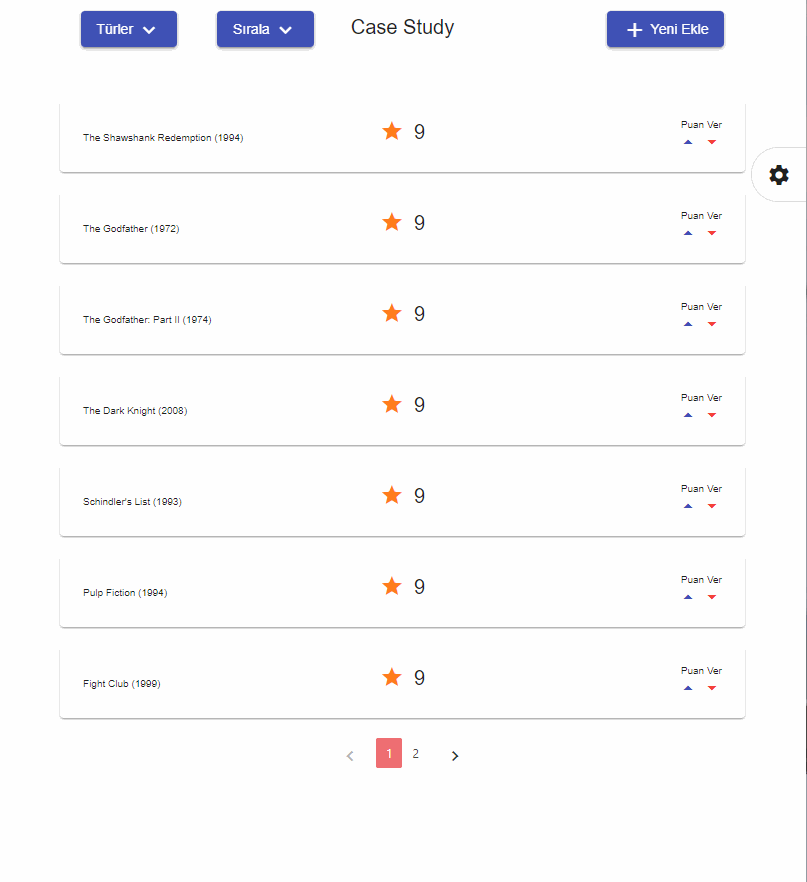 Türler
Sırala
Case Study
Yeni Ekle
The Shawshank Redemption (1994)
9
Puan Ver
The Godfather (1972)
9
Puan Ver
The Godfather: Part II (1974)
9
Puan Ver
The Dark Knight (2008)
9
Puan Ver
Schindler's List (1993)
9
Puan Ver
Pulp Fiction (1994)
9
Puan Ver
Fight Club (1999)
9
Puan Ver
1 2